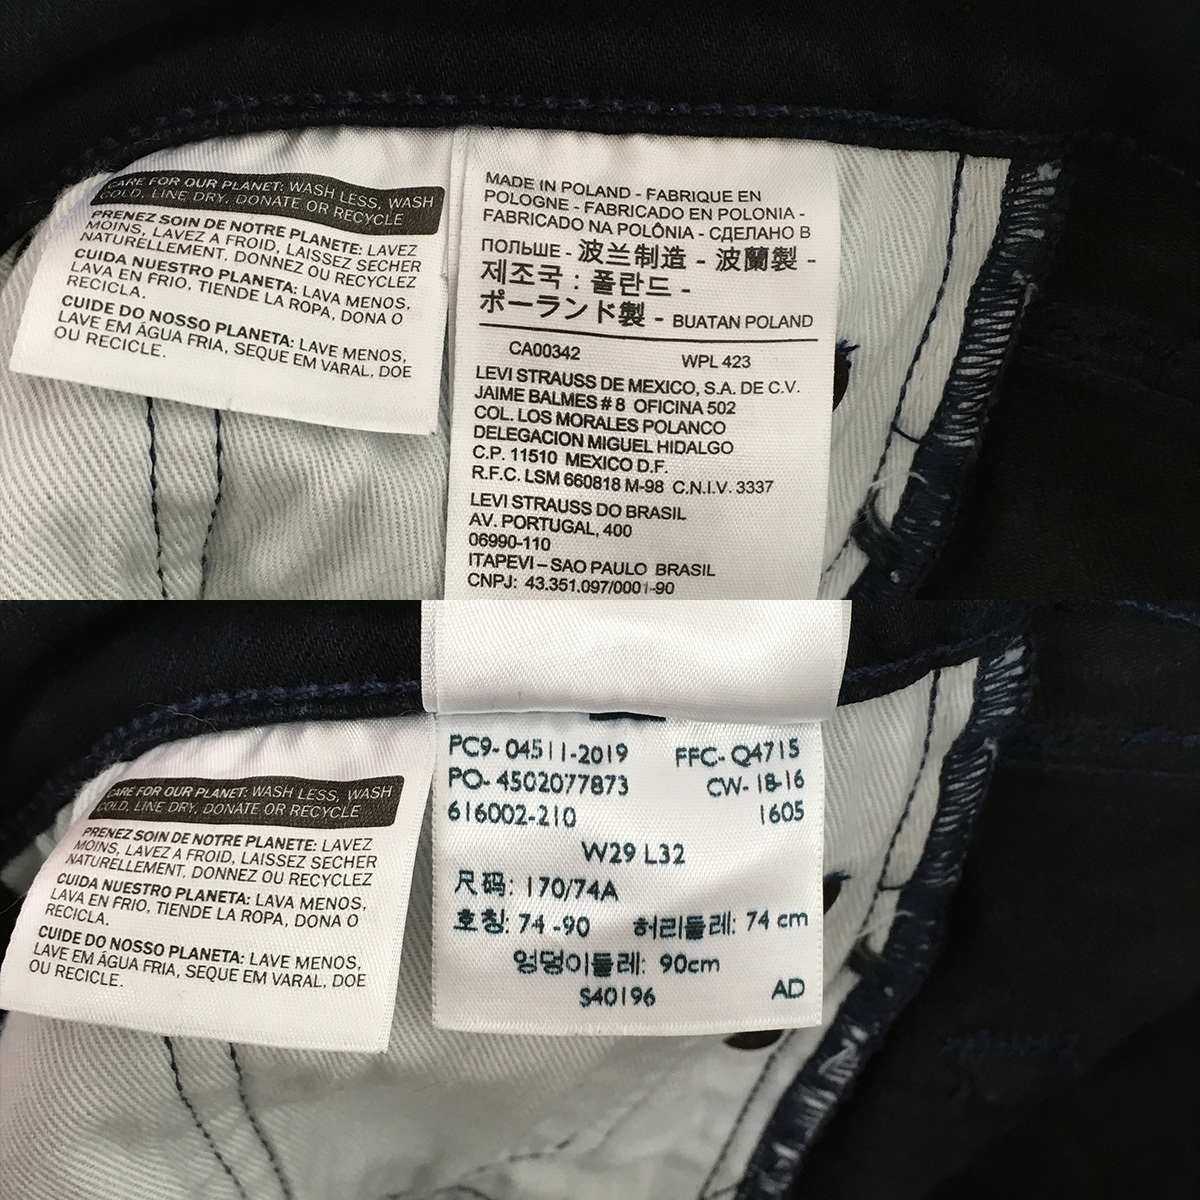 CARE FOR OUR PLANET: WASH LESS, WASH
COLD, LINE DRY, DONATE OR RECYCLE
PRENEZ SOIN DE NOTRE PLANETE: LAVEZ
MOINS, LAVEZ A FROID, LAISSEZ SECHER
NATURELLEMENT, DONNEZ OU RECYCLEZ
CUIDA NUESTRO PLANETA: LAVA MENOS,
LAVA EN FRIO, TIENDE LA ROPA, DONA O
RECICLA.
CUIDE DO NOSSO PLANETA: LAVE MENOS,
LAVE EM ÁGUA FRIA, SEQUE EM VARAL, DOE
OU RECICLE.
MADE IN POLAND - FABRIQUE EN
POLOGNE - FABRICADO EN POLONIA -
FABRICADO NA POLÔNIA - СДЕЛАНО В
ПОЛЬШЕ - 波兰制造 - 波蘭製 -
제조국 : 폴란드 -
ポーランド製 - BUATAN POLAND
CA00342 WPL 423
LEVI STRAUSS DE MEXICO, S.A. DE C.V.
JAIME BALMES # 8 OFICINA 502
COL. LOS MORALES POLANCO
DELEGACION MIGUEL HIDALGO
C.P. 11510 MEXICO D.F.
R.F.C. LSM 660818 M-98 C.N.I.V. 3337
LEVI STRAUSS DO BRASIL
AV. PORTUGAL, 400
06990-110
ITAPEVI – SAO PAULO BRASIL
CNPJ: 43.351.097/0001-90
CARE FOR OUR PLANET: WASH LESS, WASH
COLD, LINE DRY, DONATE OR RECYCLE
PRENEZ SOIN DE NOTRE PLANETE: LAVEZ
MOINS, LAVEZ A FROID, LAISSEZ SECHER
NATURELLEMENT, DONNEZ OU RECYCLEZ
CUIDA NUESTRO PLANETA: LAVA MENOS,
LAVA EN FRIO, TIENDE LA ROPA, DONA O
RECICLA.
CUIDE DO NOSSO PLANETA: LAVE MENOS,
LAVE EM ÁGUA FRIA, SEQUE EM VARAL, DOE
OU RECICLE.
PC9-04511-2019 FFC-Q4715
PO-4502077873 CW-18-16
616002-210 1605
W29 L32
尺码: 170/74A
호칭: 74-90 허리둘레: 74 cm
엉덩이둘레: 90cm
S40196 AD